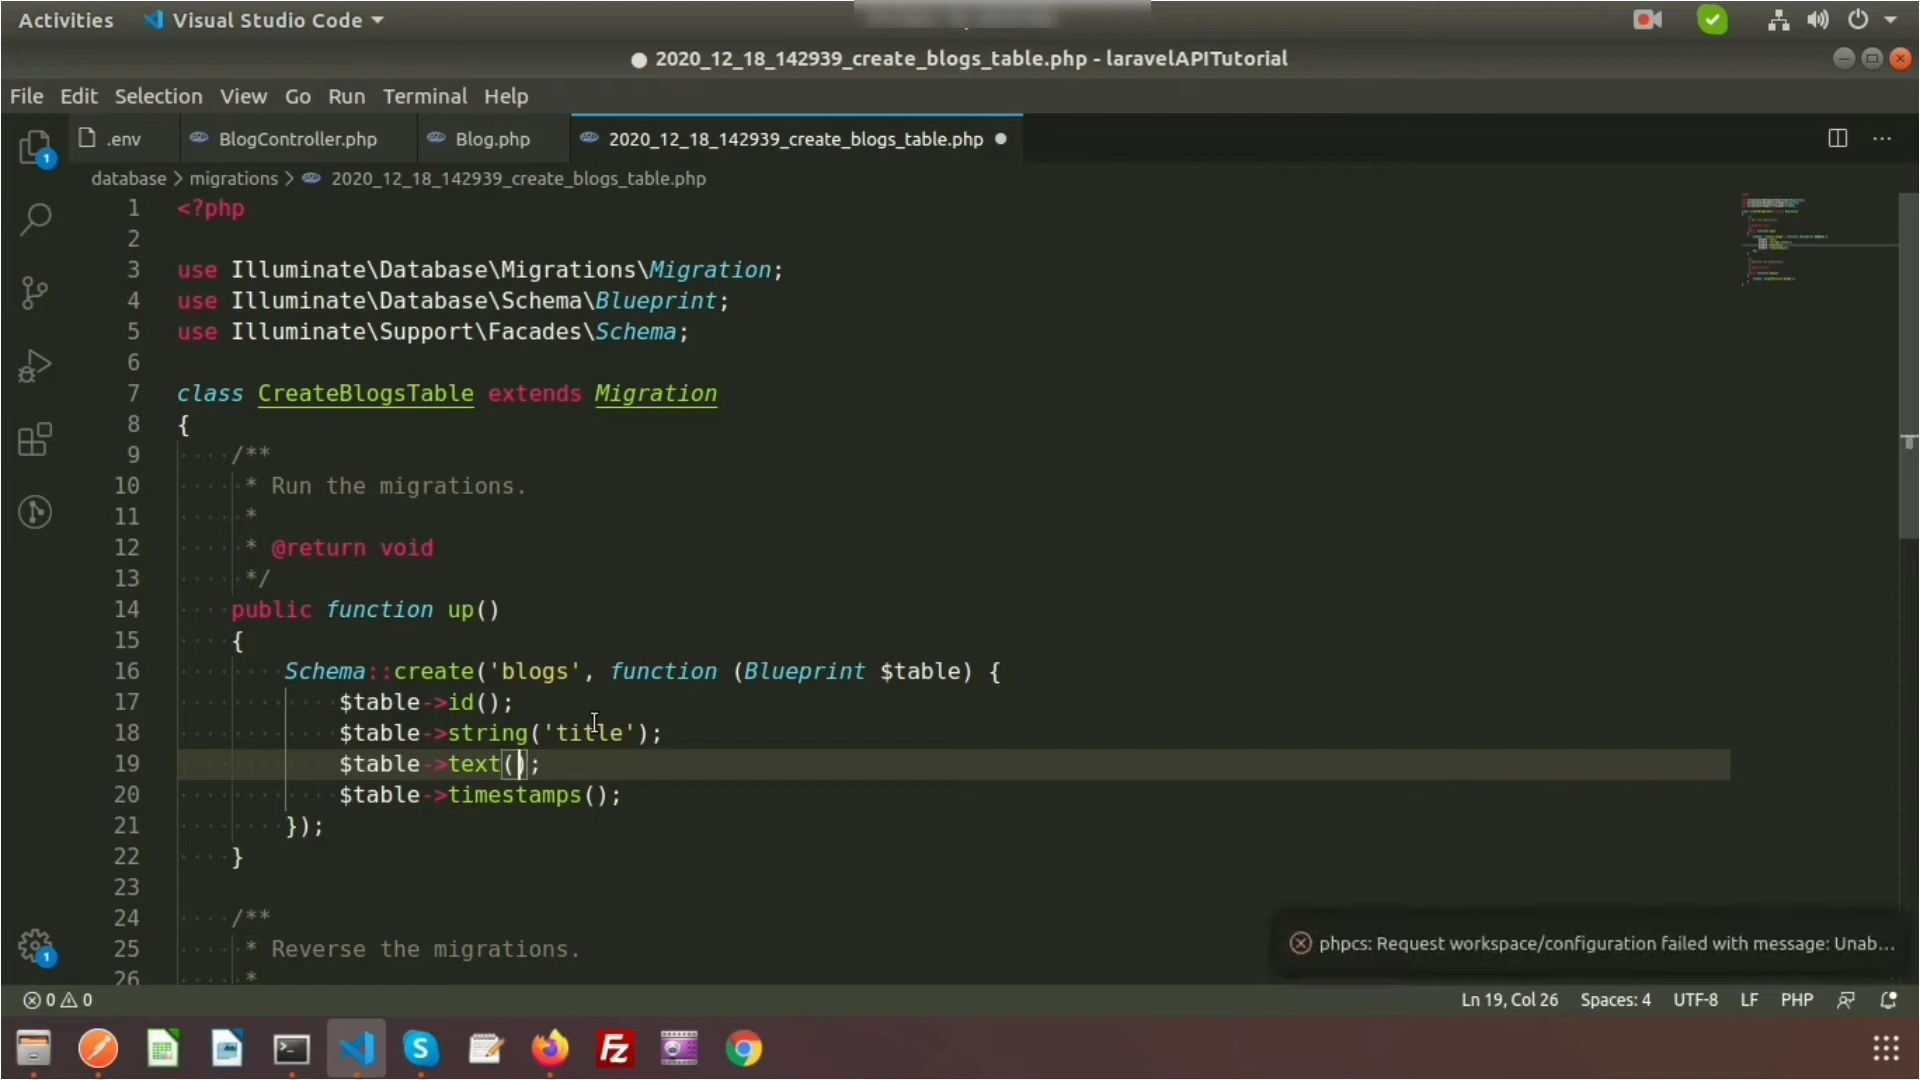 Activities Visual Studio Code
2020_12_18_142939_create_blogs_table.php - laravelAPITutorial
File Edit Selection View Go Run Terminal Help
.env BlogController.php Blog.php 2020_12_18_142939_create_blogs_table.php
database > migrations > 2020_12_18_142939_create_blogs_table.php
1 <?php
2
3 use Illuminate\Database\Migrations\Migration;
4 use Illuminate\Database\Schema\Blueprint;
5 use Illuminate\Support\Facades\Schema;
6
7 class CreateBlogsTable extends Migration
8 {
9 /**
10 * Run the migrations.
11 *
12 * @return void
13 */
14 public function up()
15 {
16 Schema::create('blogs', function (Blueprint $table) {
17 $table->id();
18 $table->string('title');
19 $table->text();
20 $table->timestamps();
21 });
22 }
23
24 /**
25 * Reverse the migrations.
26 *
phpcs: Request workspace/configuration failed with message: Unab...
0 0 Ln 19, Col 26 Spaces: 4 UTF-8 LF PHP